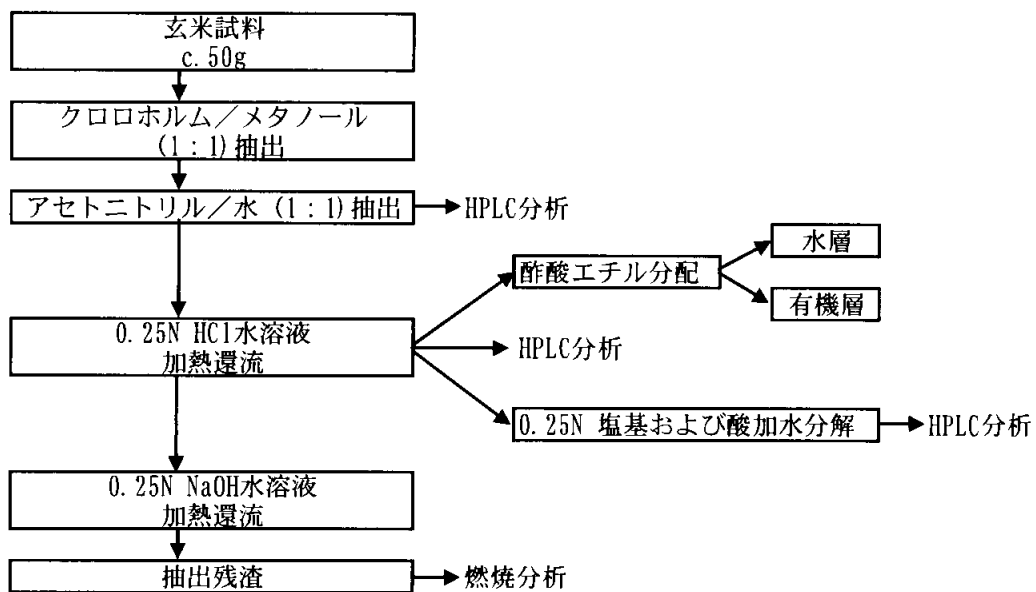 玄米試料
c.50g
クロロホルム／メタノール
(1：1)抽出
アセトニトリル／水 (1：1)抽出
HPLC分析
水層
酢酸エチル分配
有機層
0.25N HCl水溶液
加熱還流
HPLC分析
0.25N 塩基および酸加水分解
HPLC分析
0.25N NaOH水溶液
加熱還流
抽出残渣
燃焼分析